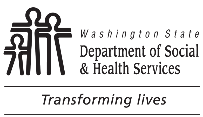 Washington State
Department of Social
& Health Services
Transforming lives